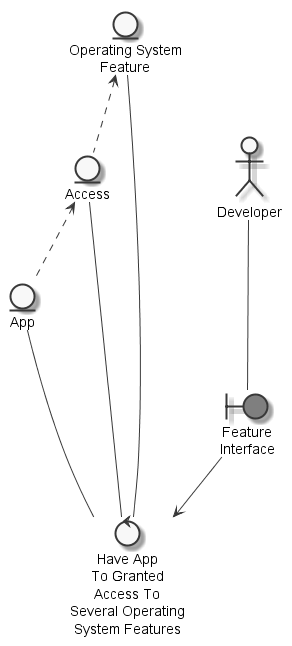 Operating System
Feature
Access
Developer
App
Feature
Interface
Have App
To Granted
Access To
Several Operating
System Features